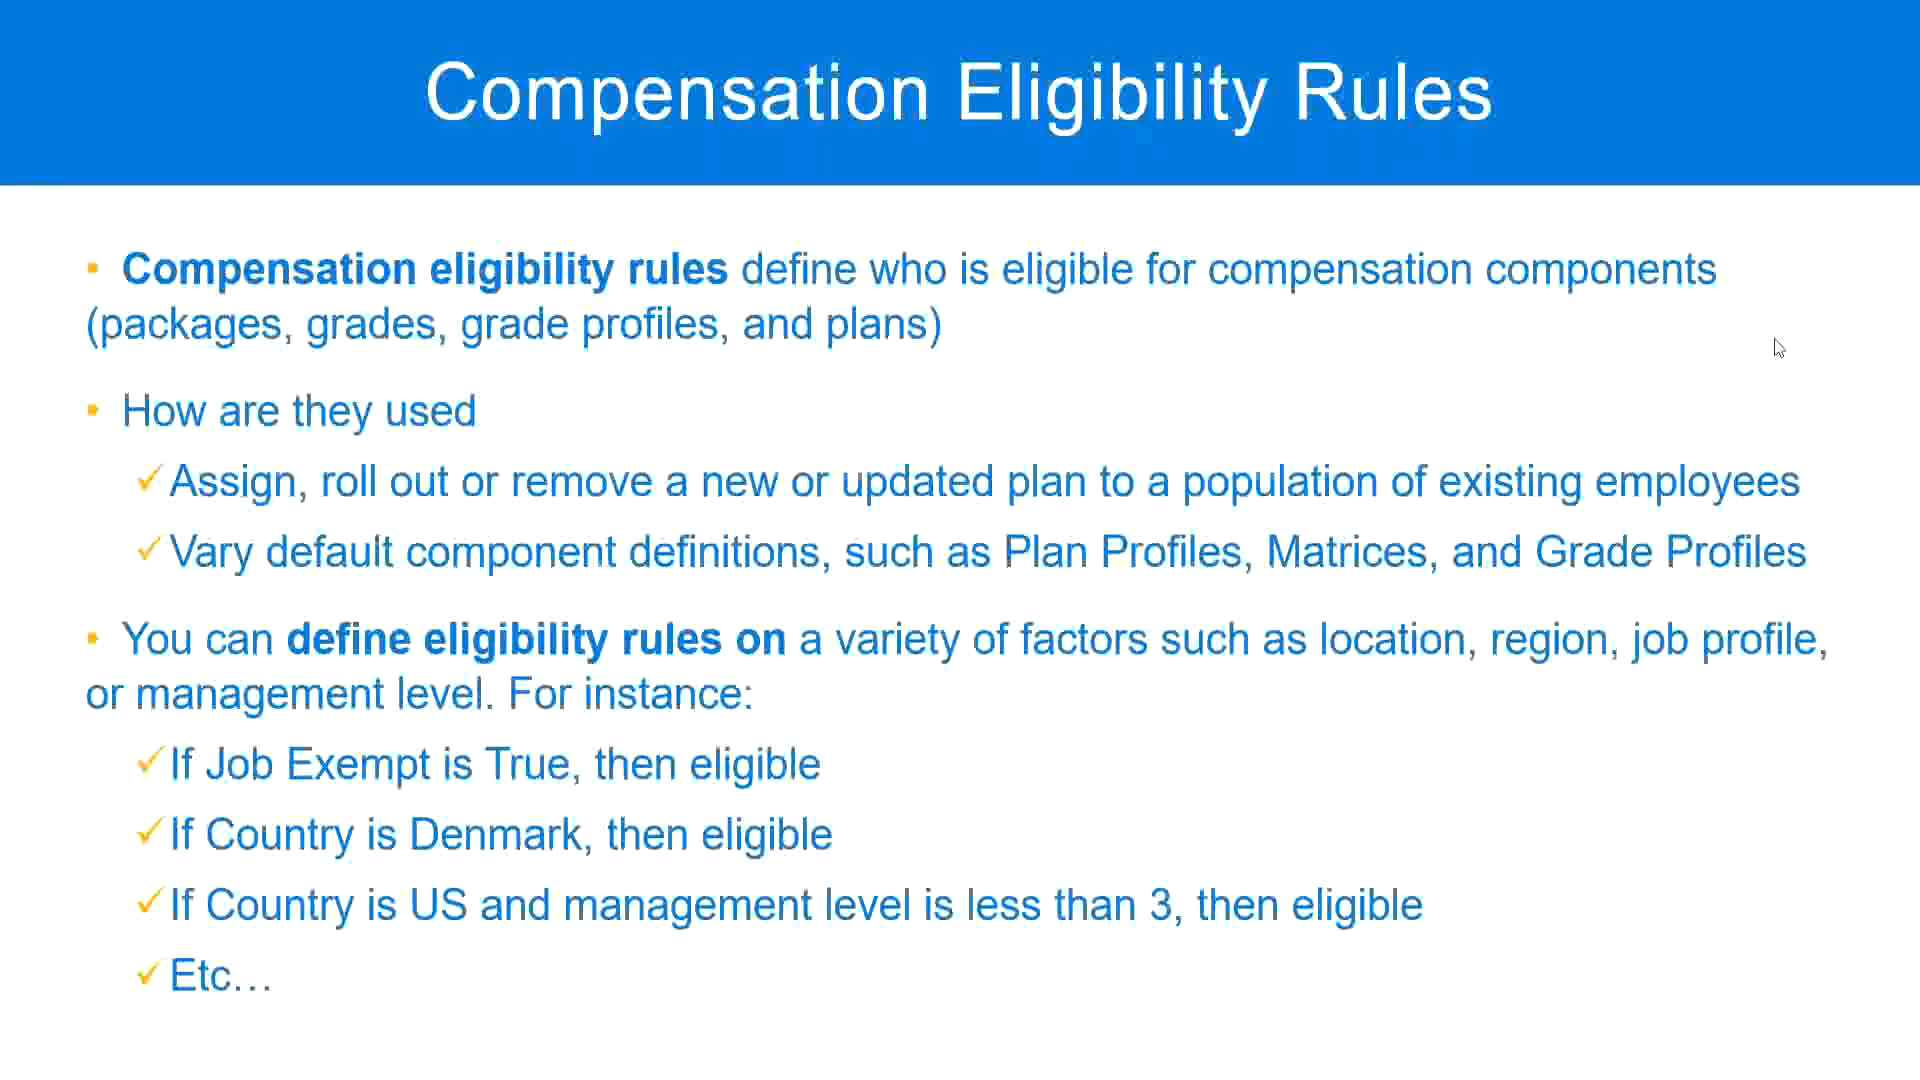 Compensation Eligibility Rules
▪ Compensation eligibility rules define who is eligible for compensation components
(packages, grades, grade profiles, and plans)
▪ How are they used
✓Assign, roll out or remove a new or updated plan to a population of existing employees
✓Vary default component definitions, such as Plan Profiles, Matrices, and Grade Profiles
▪ You can define eligibility rules on a variety of factors such as location, region, job profile,
or management level. For instance:
✓If Job Exempt is True, then eligible
✓If Country is Denmark, then eligible
✓If Country is US and management level is less than 3, then eligible
✓Etc…